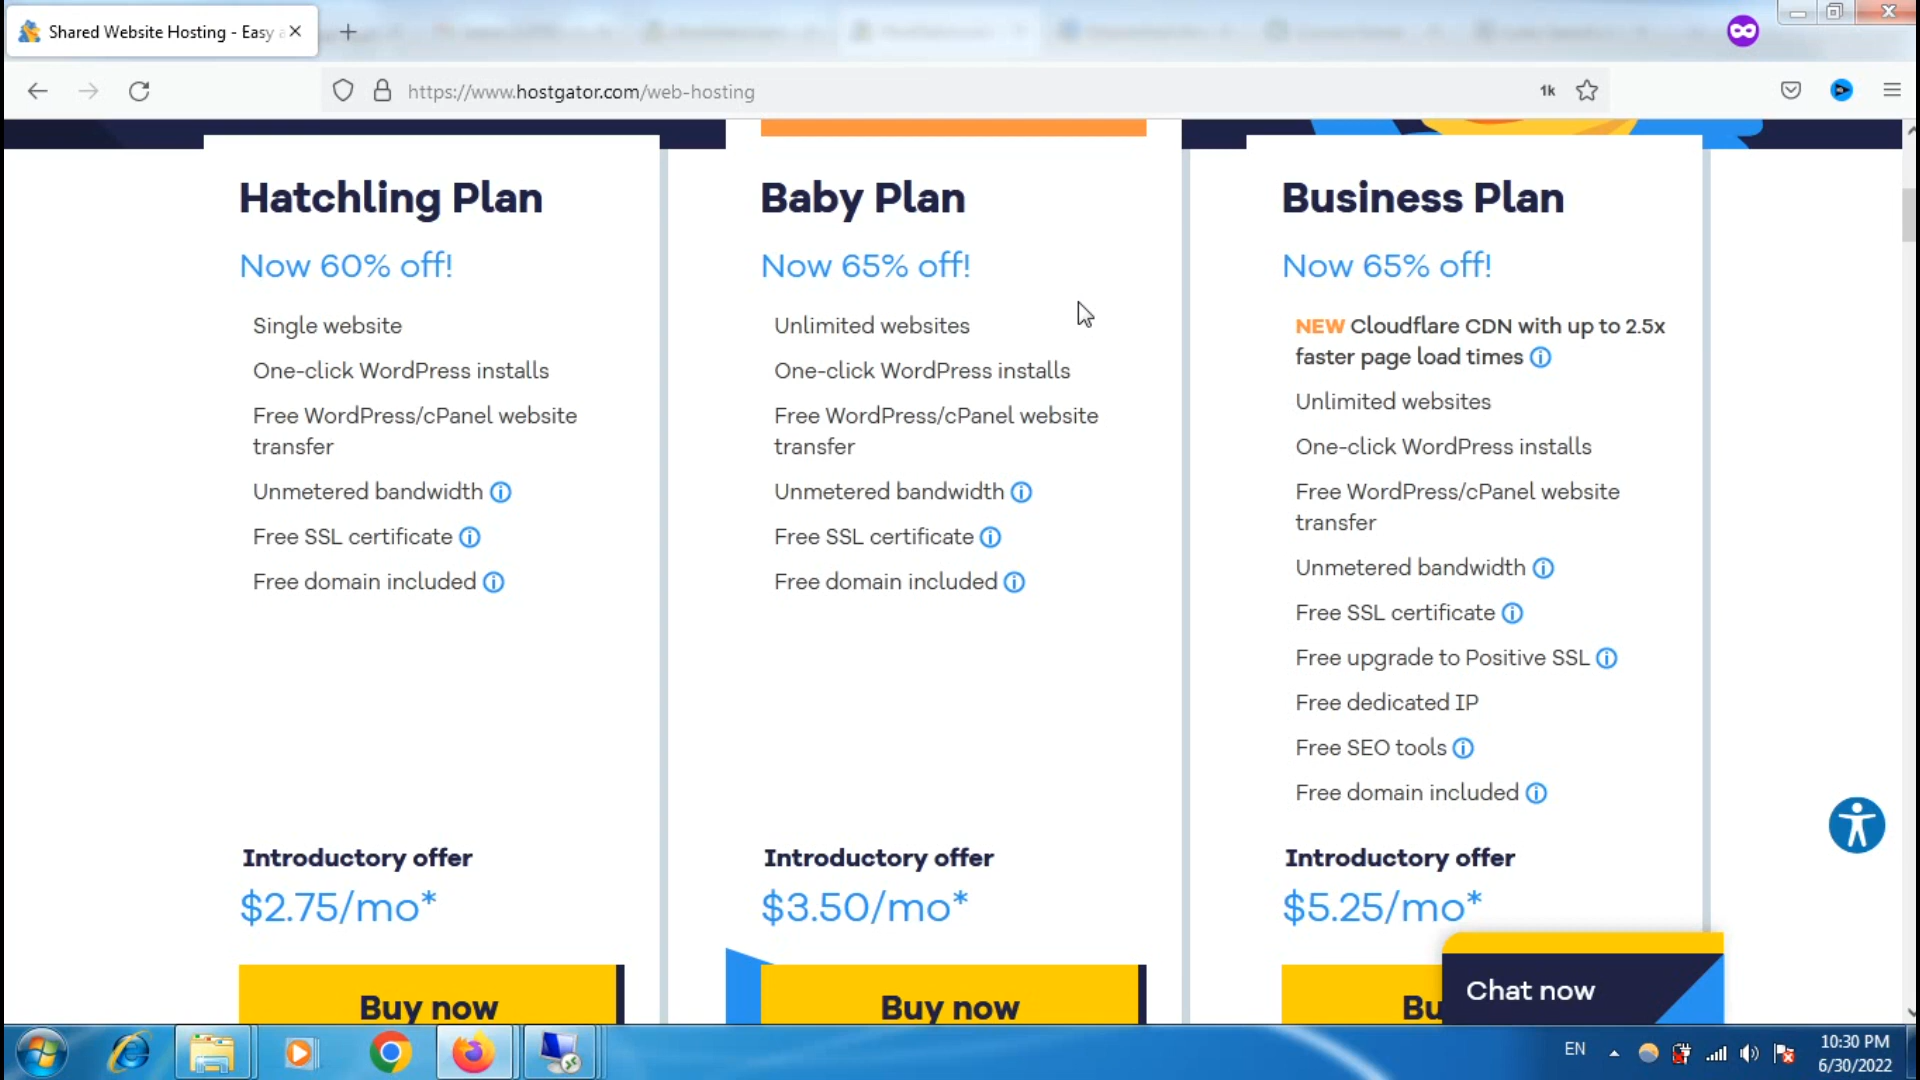 Shared Website Hosting - Easy a
https://www.hostgator.com/web-hosting
1k
Hatchling Plan
Now 60% off!
Single website
One-click WordPress installs
Free WordPress/cPanel website
transfer
Unmetered bandwidth
Free SSL certificate
Free domain included
Introductory offer
$2.75/mo*
Buy now
Baby Plan
Now 65% off!
Unlimited websites
One-click WordPress installs
Free WordPress/cPanel website
transfer
Unmetered bandwidth
Free SSL certificate
Free domain included
Introductory offer
$3.50/mo*
Buy now
Business Plan
Now 65% off!
NEW Cloudflare CDN with up to 2.5x
faster page load times
Unlimited websites
One-click WordPress installs
Free WordPress/cPanel website
transfer
Unmetered bandwidth
Free SSL certificate
Free upgrade to Positive SSL
Free dedicated IP
Free SEO tools
Free domain included
Introductory offer
$5.25/mo*
Bu
Chat now
EN
10:30 PM
6/30/2022